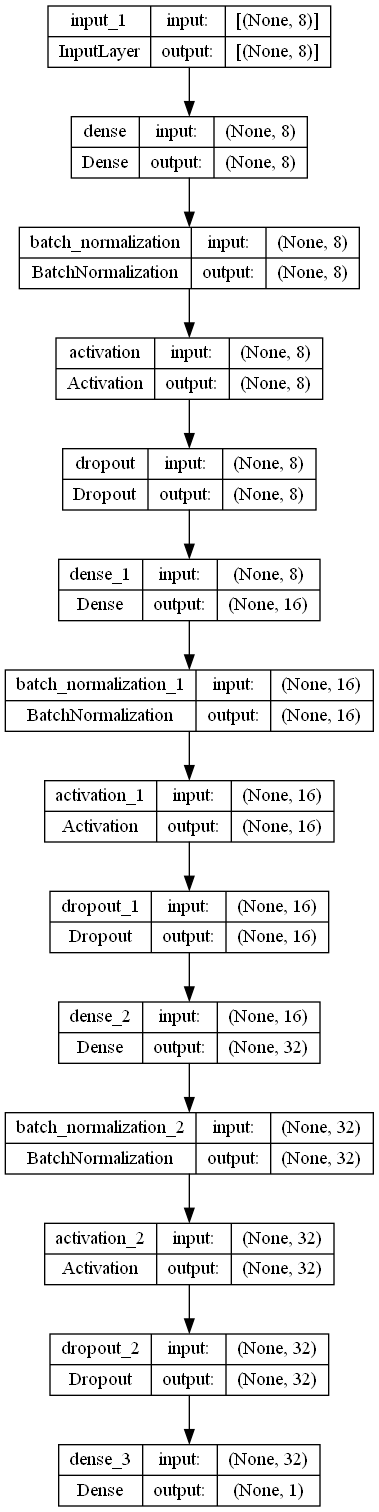 input_1 input: [(None, 8)]
InputLayer output: [(None, 8)]
dense input: (None, 8)
Dense output: (None, 8)
batch_normalization input: (None, 8)
BatchNormalization output: (None, 8)
activation input: (None, 8)
Activation output: (None, 8)
dropout input: (None, 8)
Dropout output: (None, 8)
dense_1 input: (None, 8)
Dense output: (None, 16)
batch_normalization_1 input: (None, 16)
BatchNormalization output: (None, 16)
activation_1 input: (None, 16)
Activation output: (None, 16)
dropout_1 input: (None, 16)
Dropout output: (None, 16)
dense_2 input: (None, 16)
Dense output: (None, 32)
batch_normalization_2 input: (None, 32)
BatchNormalization output: (None, 32)
activation_2 input: (None, 32)
Activation output: (None, 32)
dropout_2 input: (None, 32)
Dropout output: (None, 32)
dense_3 input: (None, 32)
Dense output: (None, 1)